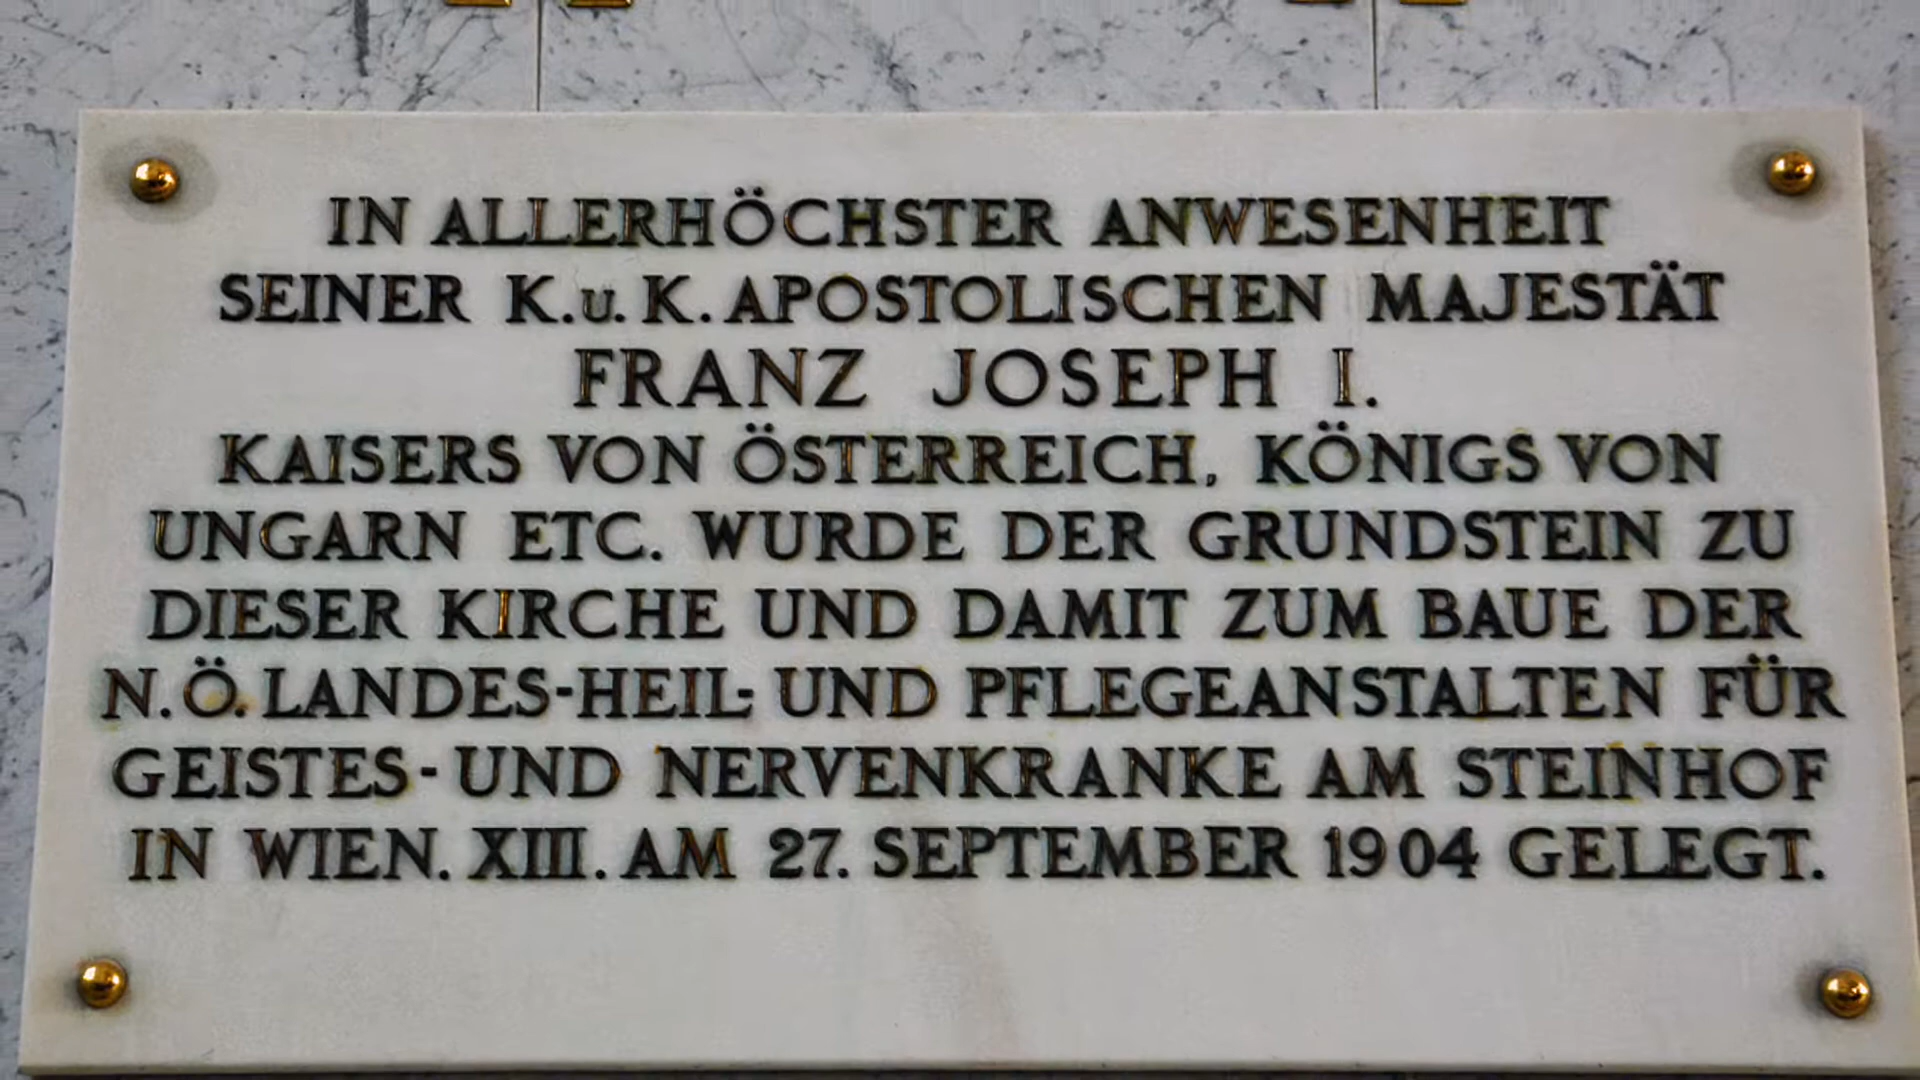 IN ALLERHÖCHSTER ANWESENHEIT
SEINER K.u.K. APOSTOLISCHEN MAJESTÄT
FRANZ JOSEPH I.
KAISERS VON ÖSTERREICH, KÖNIGS VON
UNGARN ETC. WURDE DER GRUNDSTEIN ZU
DIESER KIRCHE UND DAMIT ZUM BAUE DER
N.Ö. LANDES-HEIL- UND PFLEGEANSTALTEN FÜR
GEISTES- UND NERVENKRANKE AM STEINHOF
IN WIEN. XIII. AM 27. SEPTEMBER 1904 GELEGT.